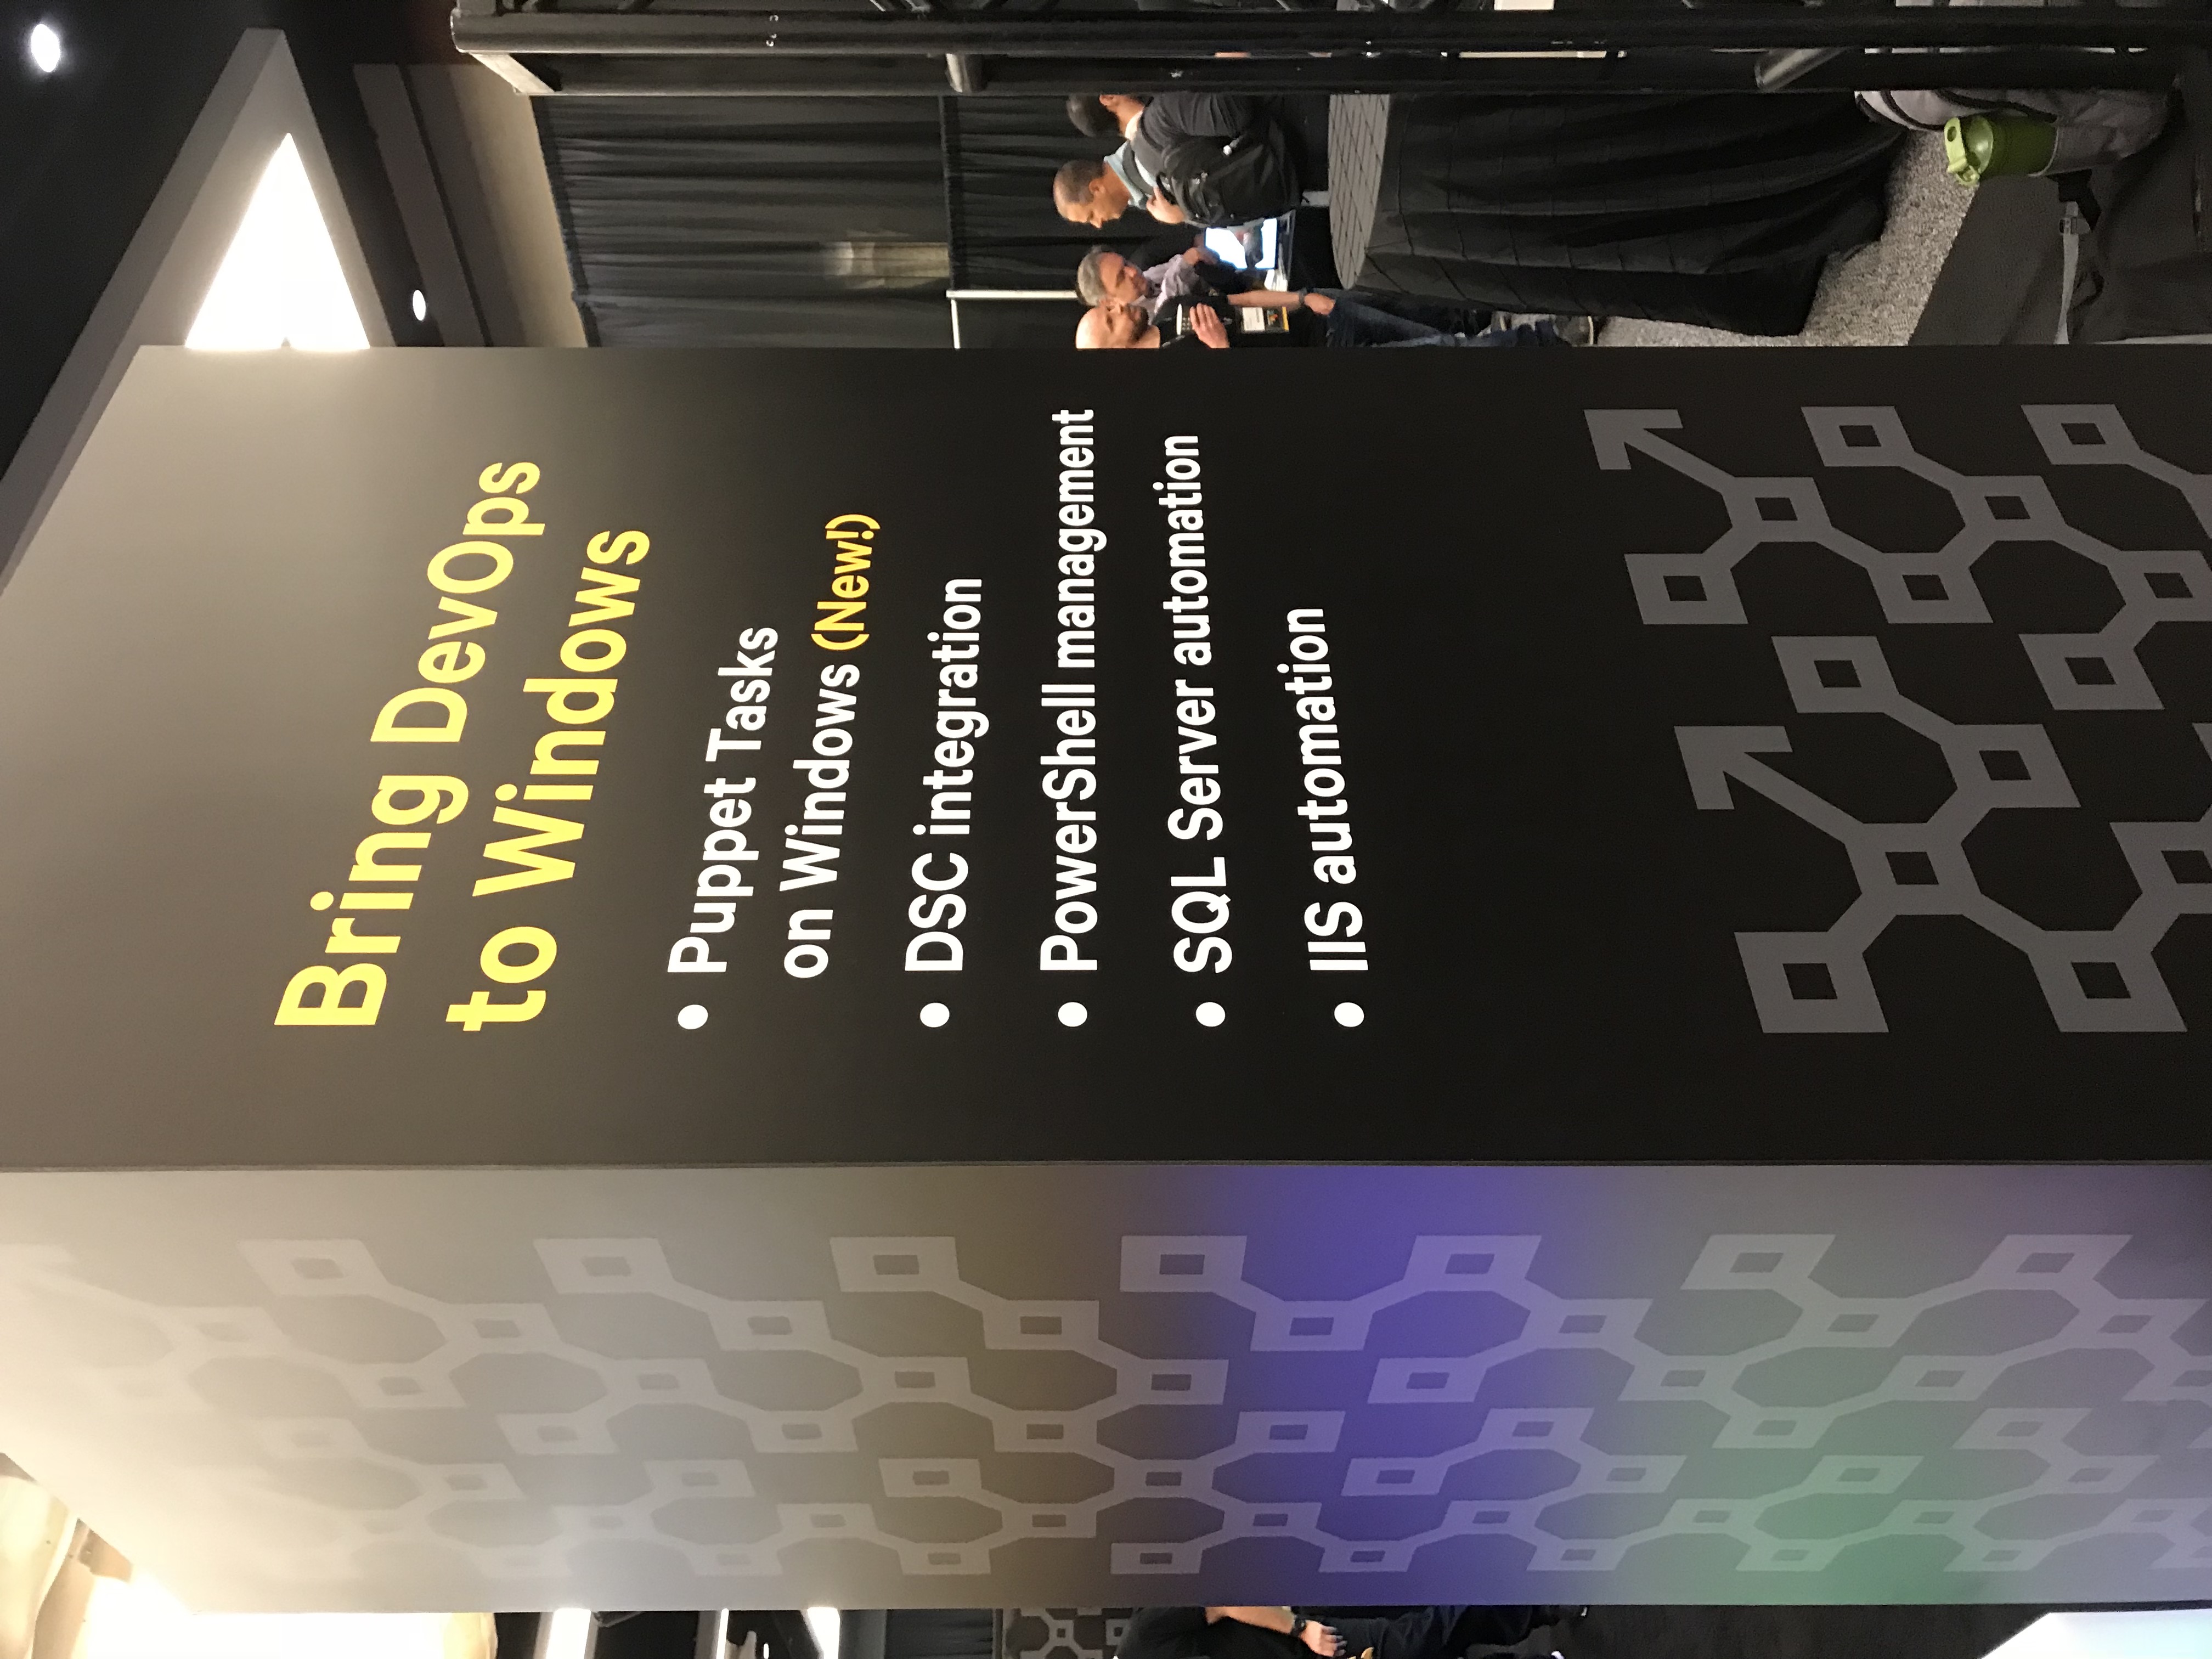 Bring DevOps
to Windows
• Puppet Tasks
on Windows (New!)
• DSC integration
• PowerShell management
• SQL Server automation
• IIS automation